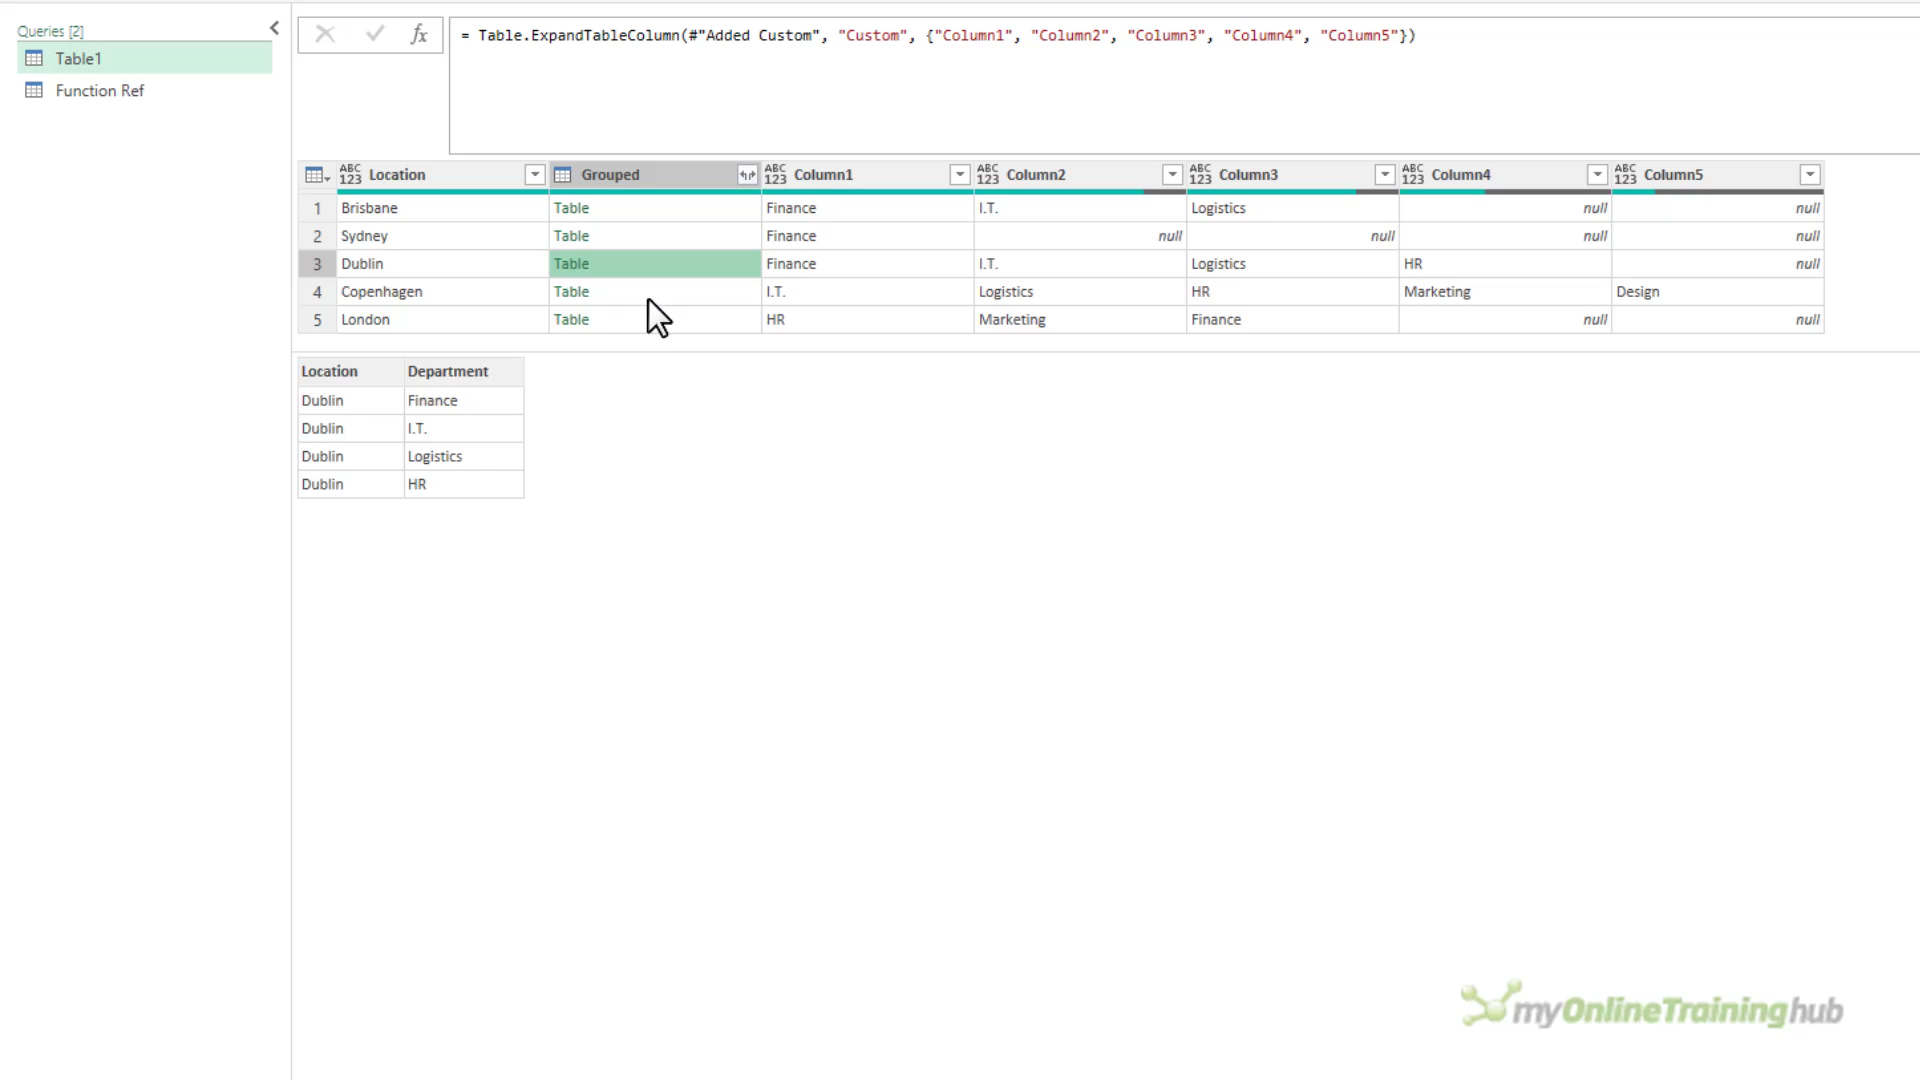 Queries [2]
Table1
Function Ref
fx
= Table.ExpandTableColumn(#"Added Custom", "Custom", {"Column1", "Column2", "Column3", "Column4", "Column5"})
ABC 123 Location Grouped ABC 123 Column1 ABC 123 Column2 ABC 123 Column3 ABC 123 Column4 ABC 123 Column5
1 Brisbane Table Finance I.T. Logistics null null
2 Sydney Table Finance null null null null
3 Dublin Table Finance I.T. Logistics HR null
4 Copenhagen Table I.T. Logistics HR Marketing Design
5 London Table HR Marketing Finance null null
Location Department
Dublin Finance
Dublin I.T.
Dublin Logistics
Dublin HR
myOnlineTraininghub